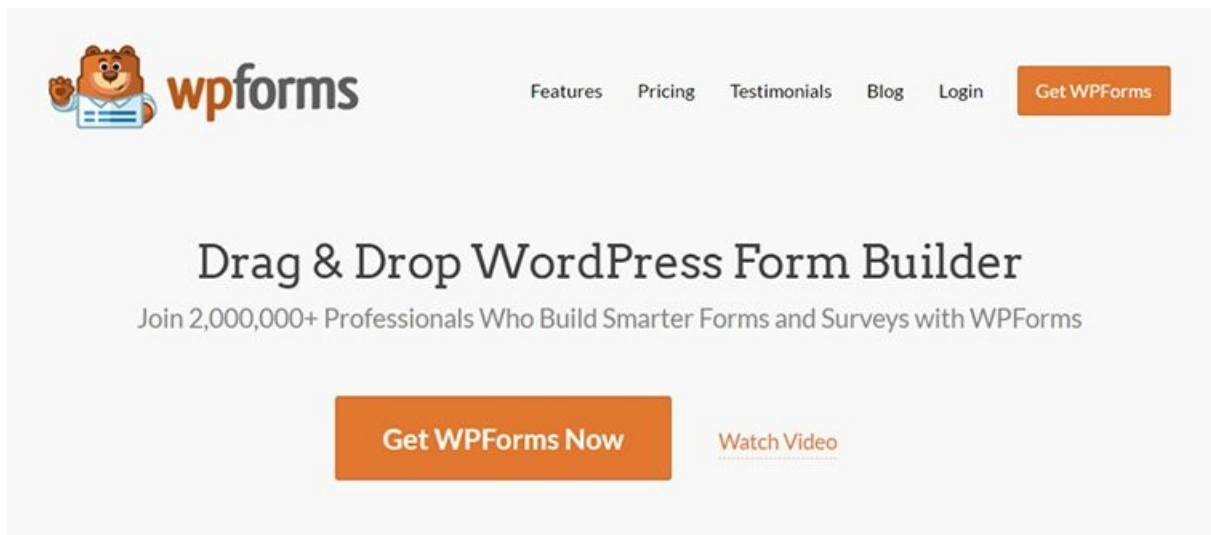 wpforms
Features Pricing Testimonials Blog Login Get WPForms
Drag & Drop WordPress Form Builder
Join 2,000,000+ Professionals Who Build Smarter Forms and Surveys with WPForms
Get WPForms Now Watch Video